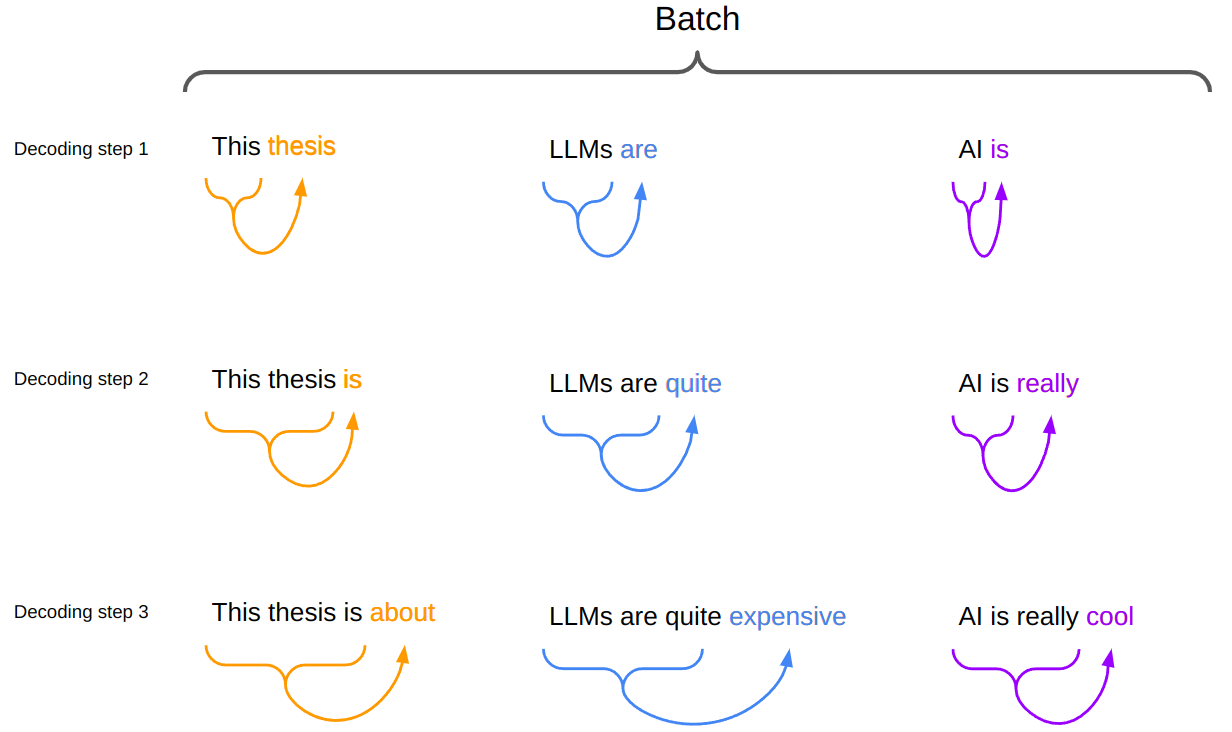 Batch
Decoding step 1
This thesis
LLMs are
AI is
Decoding step 2
This thesis is
LLMs are quite
AI is really
Decoding step 3
This thesis is about
LLMs are quite expensive
AI is really cool